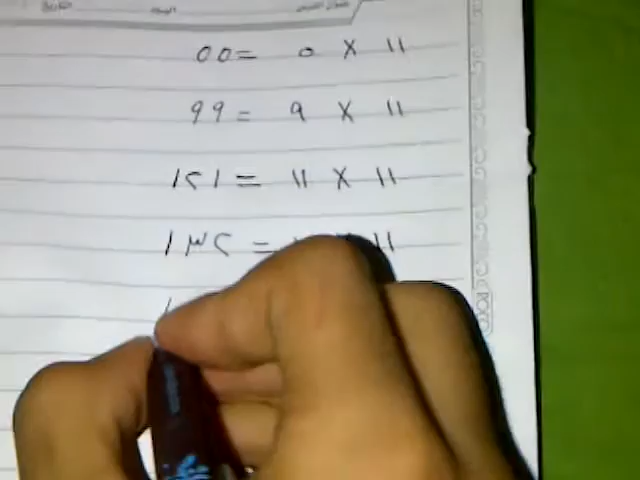 ١١ × ٥ = ٥٥
١١ × ٩ = ٩٩
١١ × ١١ = ١٢١
١١ = ١٣٢